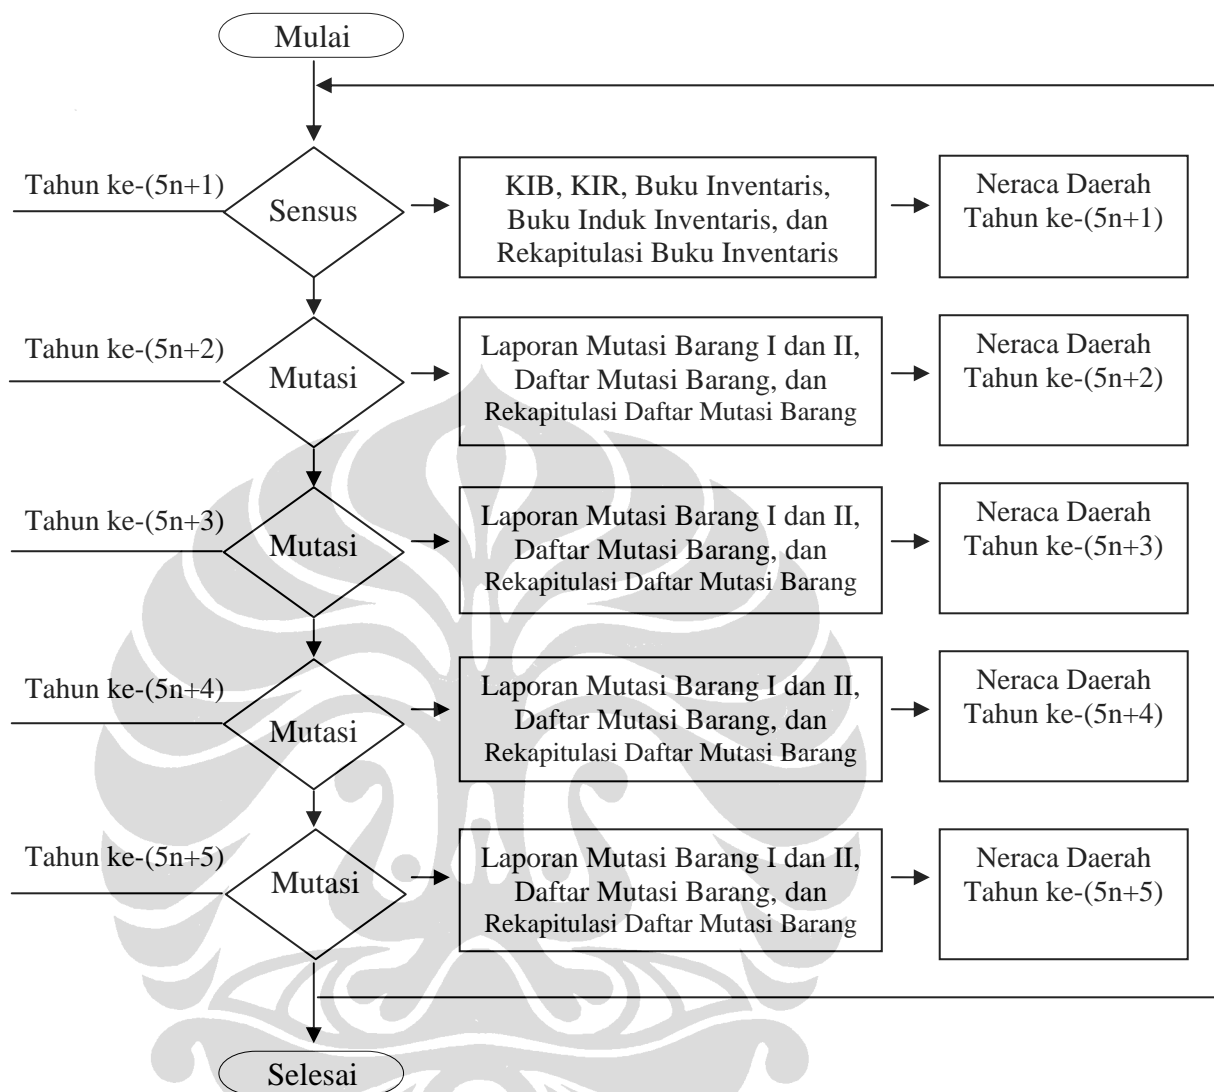 Mulai
Tahun ke-(5n+1)
Sensus
KIB, KIR, Buku Inventaris,
Buku Induk Inventaris, dan
Rekapitulasi Buku Inventaris
Neraca Daerah
Tahun ke-(5n+1)
Tahun ke-(5n+2)
Mutasi
Laporan Mutasi Barang I dan II,
Daftar Mutasi Barang, dan
Rekapitulasi Daftar Mutasi Barang
Neraca Daerah
Tahun ke-(5n+2)
Tahun ke-(5n+3)
Mutasi
Laporan Mutasi Barang I dan II,
Daftar Mutasi Barang, dan
Rekapitulasi Daftar Mutasi Barang
Neraca Daerah
Tahun ke-(5n+3)
Tahun ke-(5n+4)
Mutasi
Laporan Mutasi Barang I dan II,
Daftar Mutasi Barang, dan
Rekapitulasi Daftar Mutasi Barang
Neraca Daerah
Tahun ke-(5n+4)
Tahun ke-(5n+5)
Mutasi
Laporan Mutasi Barang I dan II,
Daftar Mutasi Barang, dan
Rekapitulasi Daftar Mutasi Barang
Neraca Daerah
Tahun ke-(5n+5)
Selesai